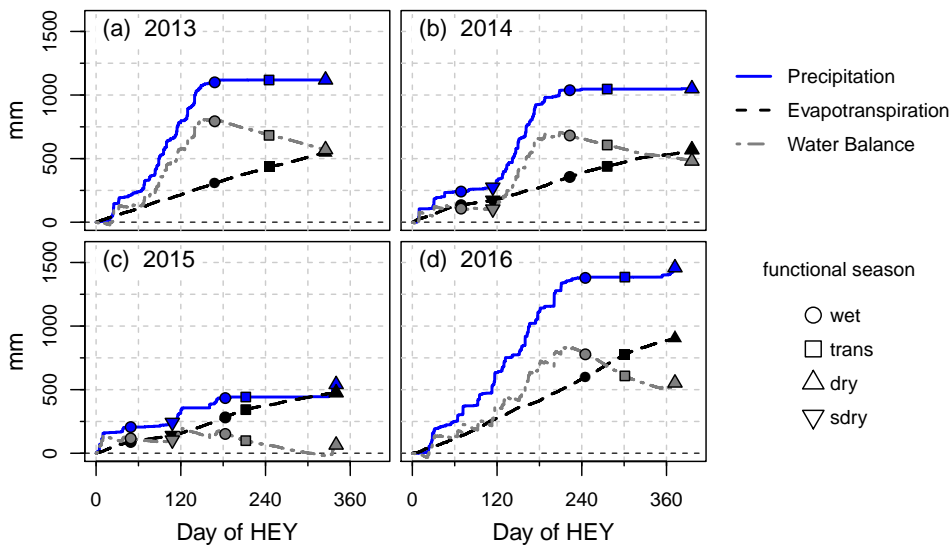 (a) 2013
(b) 2014
1500
1000
500
0
mm
Precipitation
Evapotranspiration
Water Balance
(c) 2015
(d) 2016
1500
1000
500
0
mm
functional season
wet
trans
dry
sdry
0 120 240 360
0 120 240 360
Day of HEY
Day of HEY